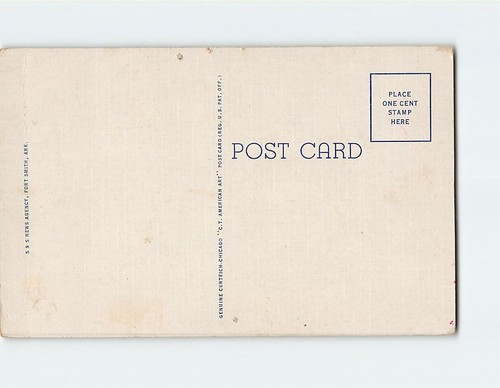 S & S NEWS AGENCY, FORT SMITH, ARK.
GENUINE CURTEICH-CHICAGO "C.T. AMERICAN ART" POST CARD (REG. U.S. PAT. OFF.)
POST CARD
PLACE
ONE CENT
STAMP
HERE